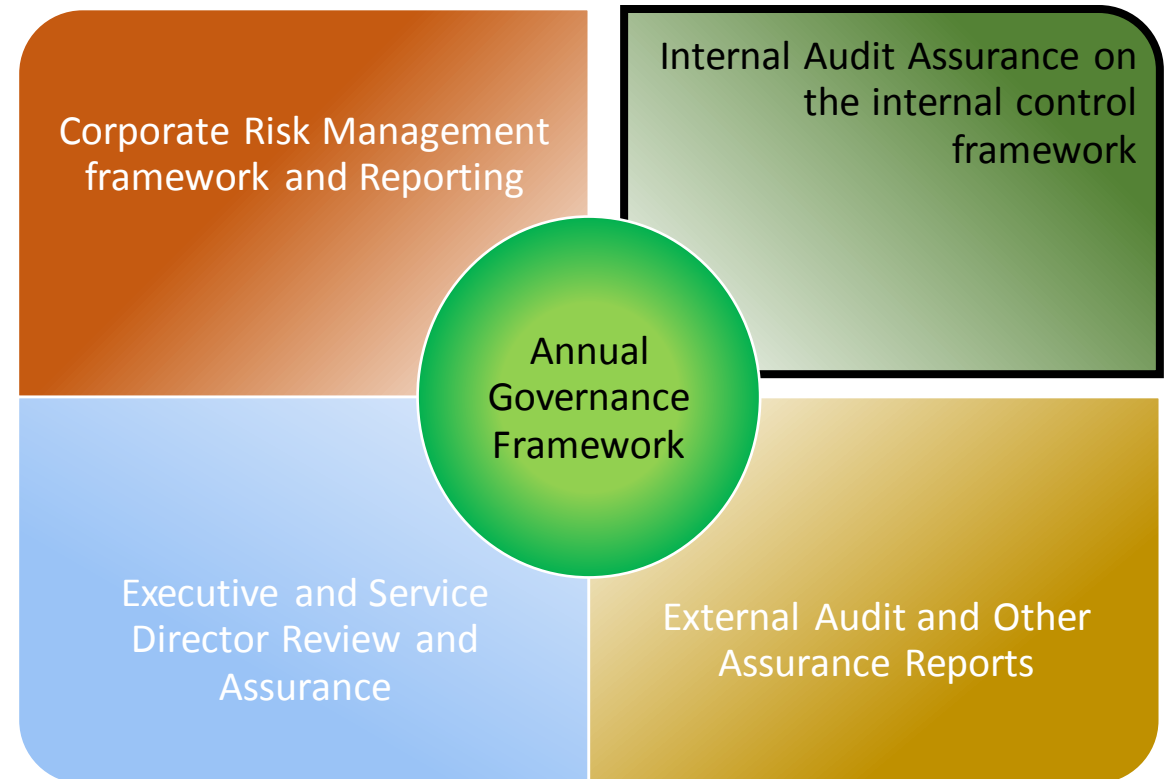 Corporate Risk Management
framework and Reporting
Internal Audit Assurance on
the internal control
framework
Annual
Governance
Framework
Executive and Service
Director Review and
Assurance
External Audit and Other
Assurance Reports